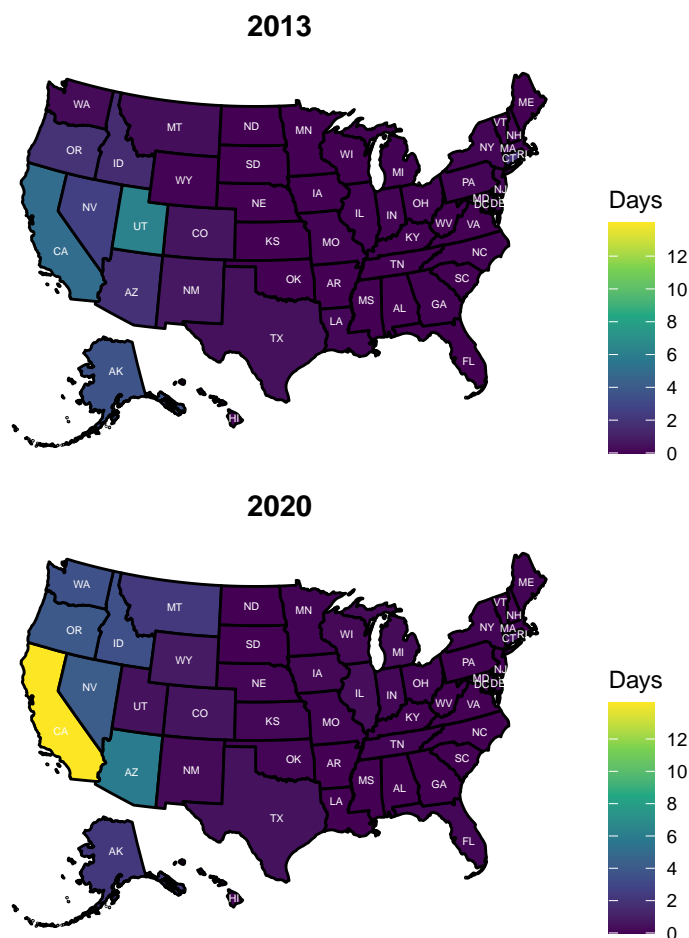 2013
WA
MT
ND
MN
ME
VT
NH
OR
ID
SD
WI
MI
NY
MA
CT
RI
WY
IA
PA
NJ
NV
UT
NE
IL
IN
OH
MD
DC
DE
CA
CO
KS
MO
KY
WV
VA
AZ
NM
OK
AR
TN
NC
SC
TX
LA
MS
AL
GA
FL
AK
HI
Days
12
10
8
6
4
2
0
2020
WA
MT
ND
MN
ME
VT
NH
OR
ID
SD
WI
MI
NY
MA
CT
RI
WY
IA
PA
NJ
NV
UT
NE
IL
IN
OH
MD
DC
DE
CA
CO
KS
MO
KY
WV
VA
AZ
NM
OK
AR
TN
NC
SC
TX
LA
MS
AL
GA
FL
AK
HI
Days
12
10
8
6
4
2
0